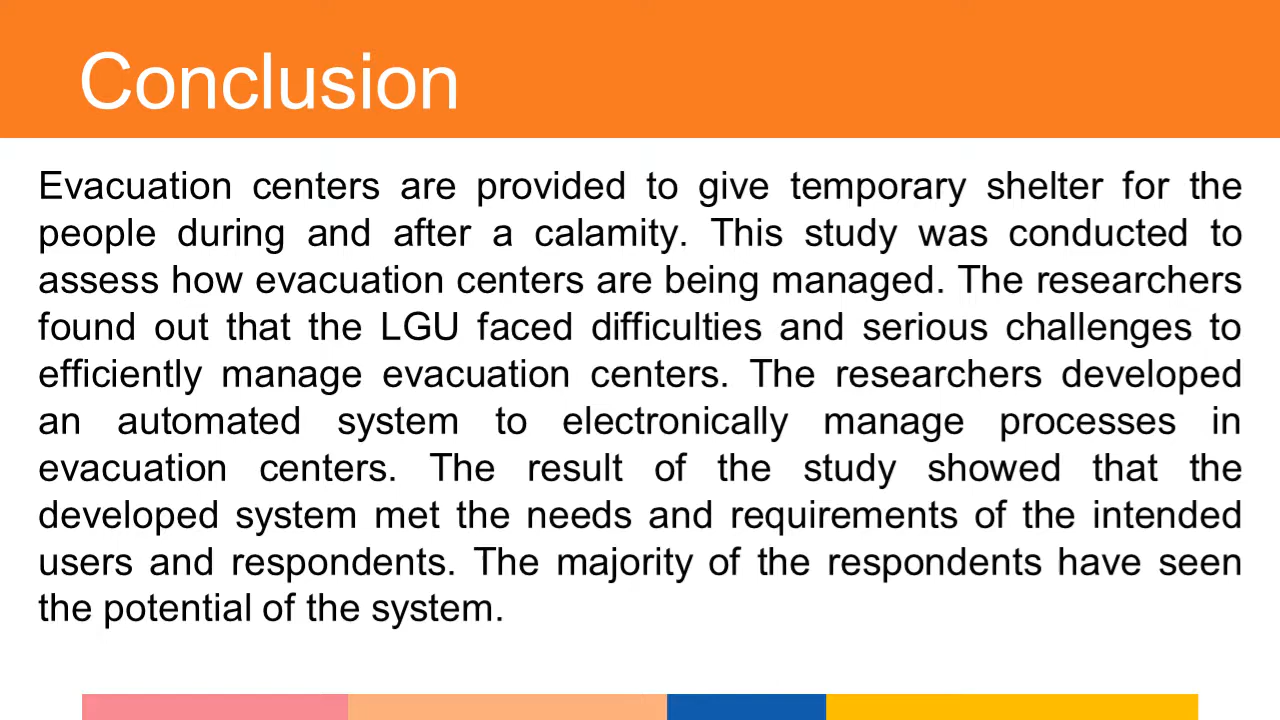 Conclusion
Evacuation centers are provided to give temporary shelter for the
people during and after a calamity. This study was conducted to
assess how evacuation centers are being managed. The researchers
found out that the LGU faced difficulties and serious challenges to
efficiently manage evacuation centers. The researchers developed
an automated system to electronically manage processes in
evacuation centers. The result of the study showed that the
developed system met the needs and requirements of the intended
users and respondents. The majority of the respondents have seen
the potential of the system.